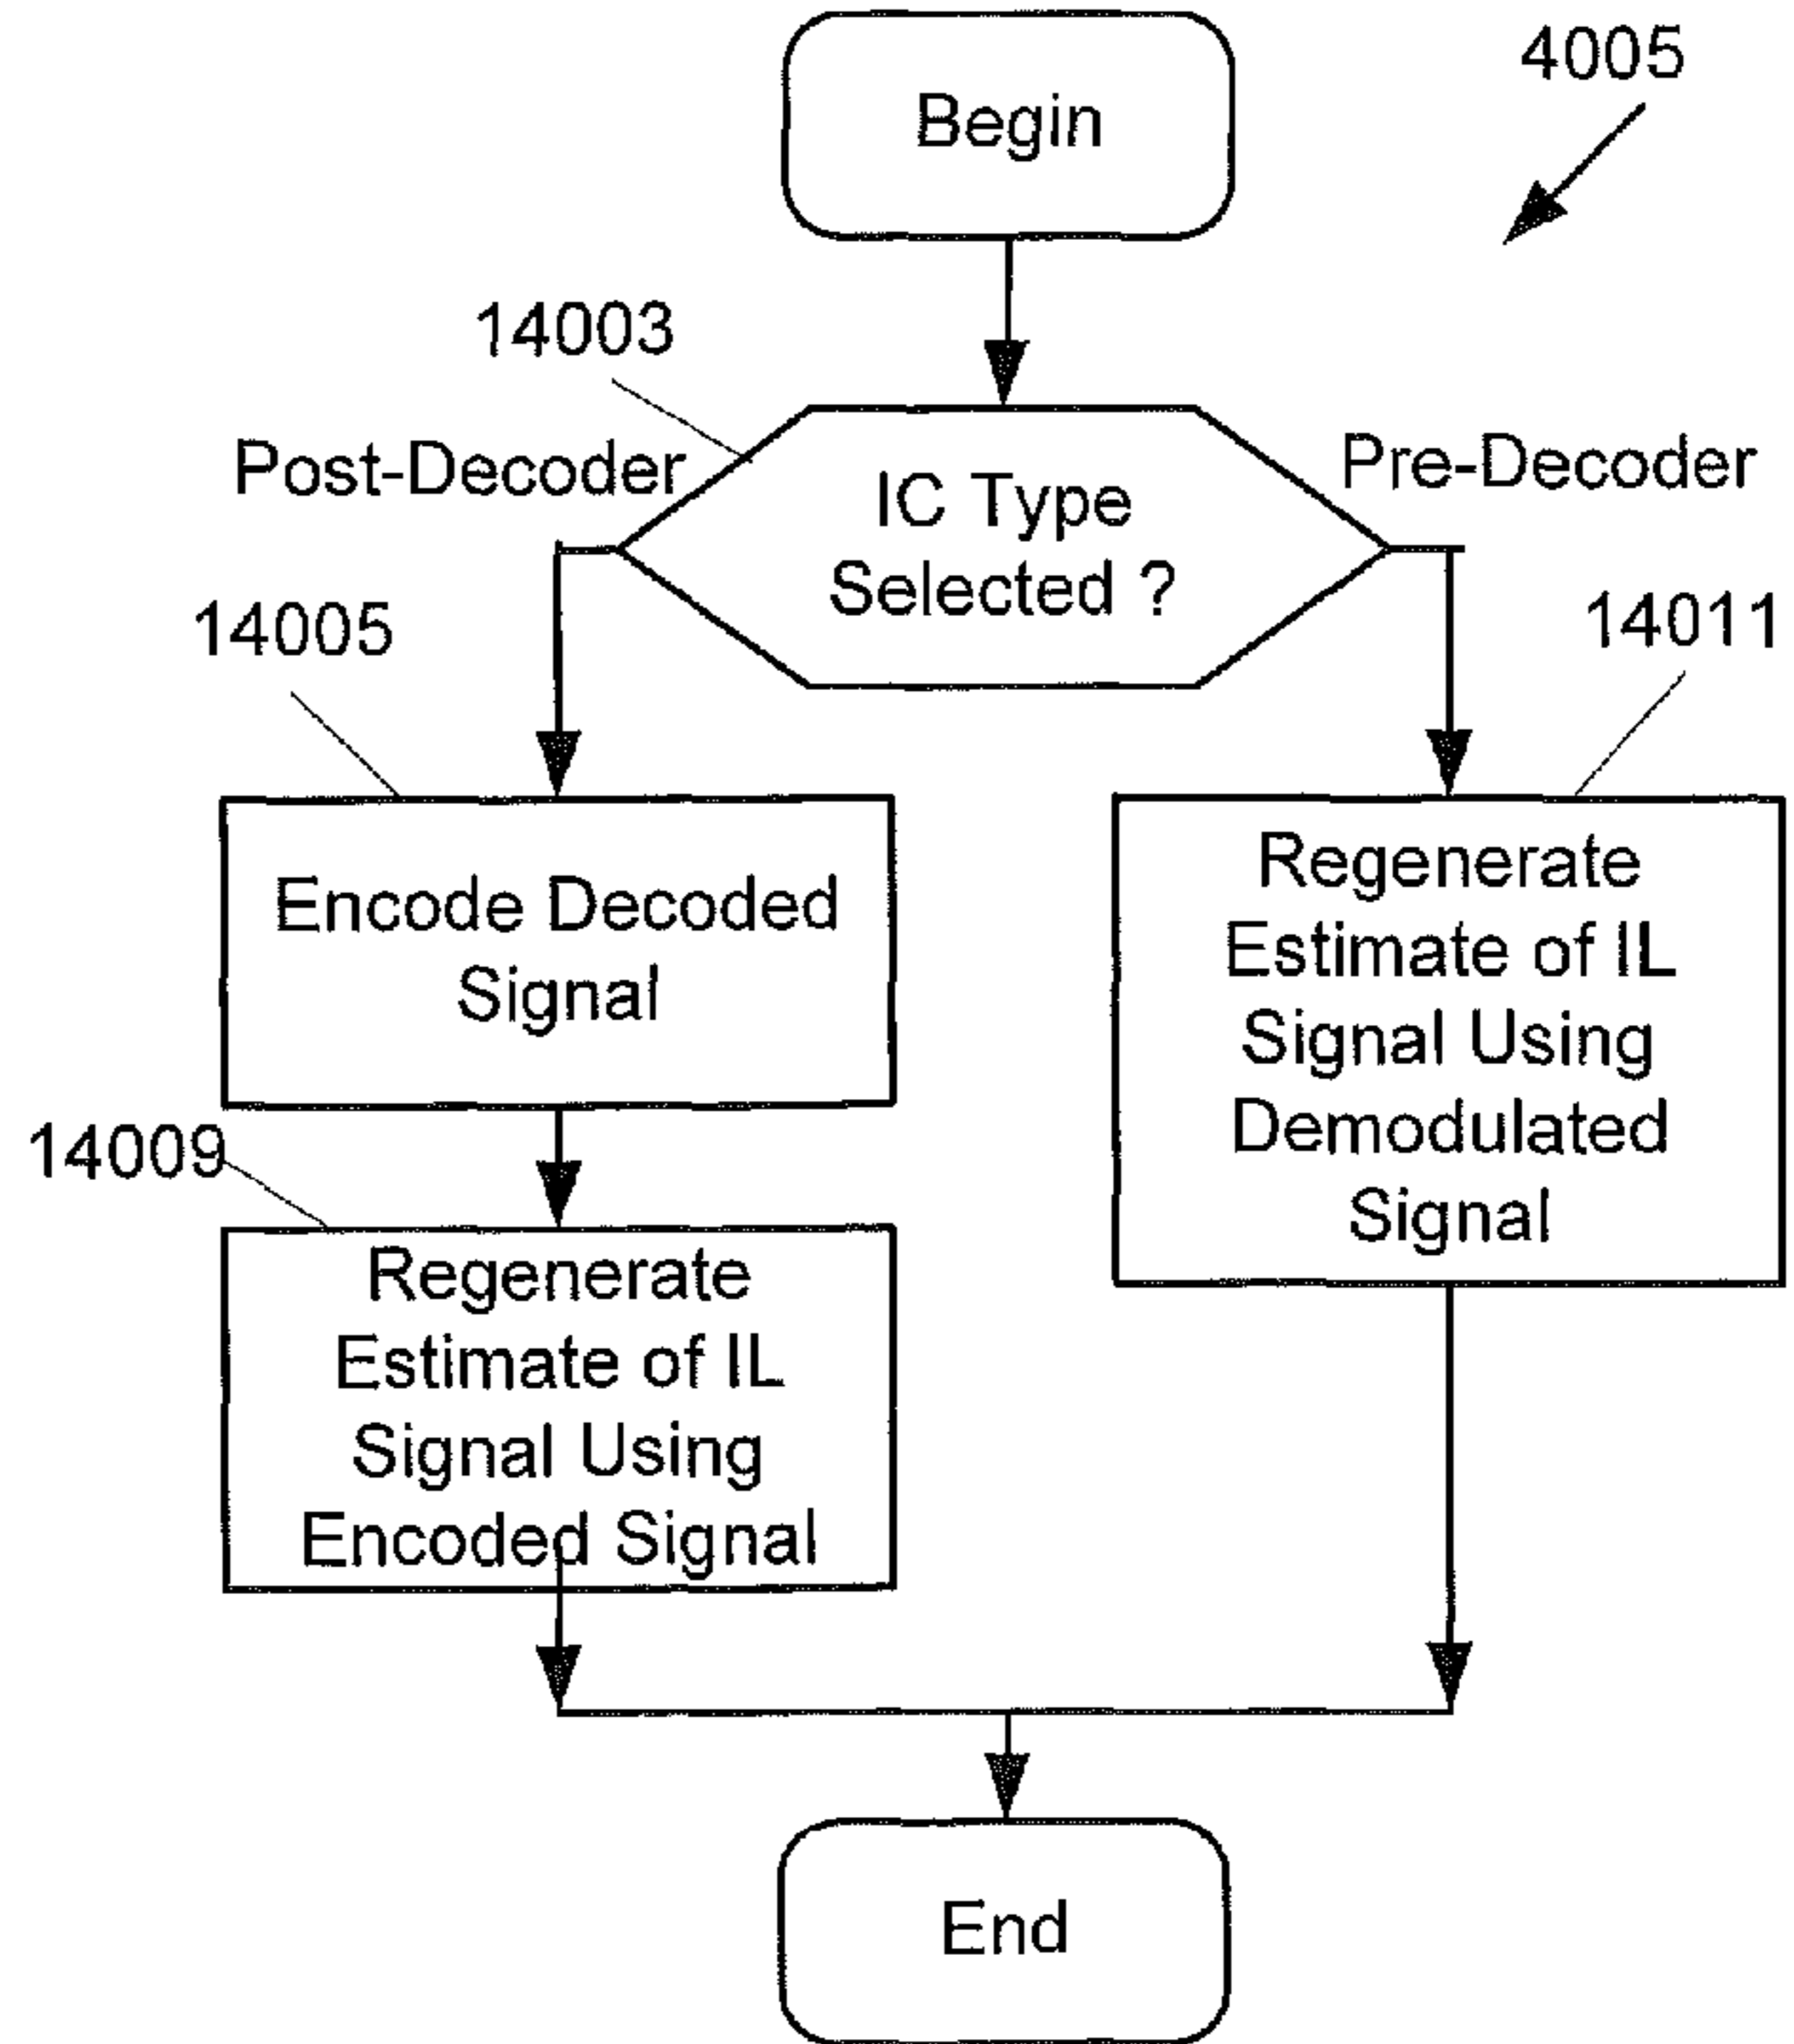 Begin
4005
14003
Post-Decoder
Pre-Decoder
IC Type
Selected ?
14005
14011
Encode Decoded
Signal
Regenerate
Estimate of IL
Signal Using
Demodulated
Signal
14009
Regenerate
Estimate of IL
Signal Using
Encoded Signal
End